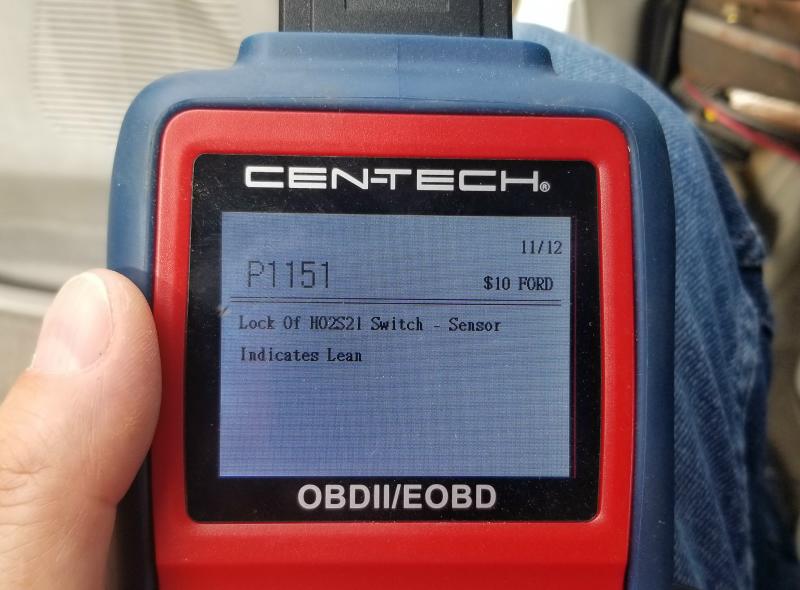 CEN-TECH®
11/12
P1151
$10 FORD
Lock Of HO2S21 Switch - Sensor
Indicates Lean
OBDII/EOBD